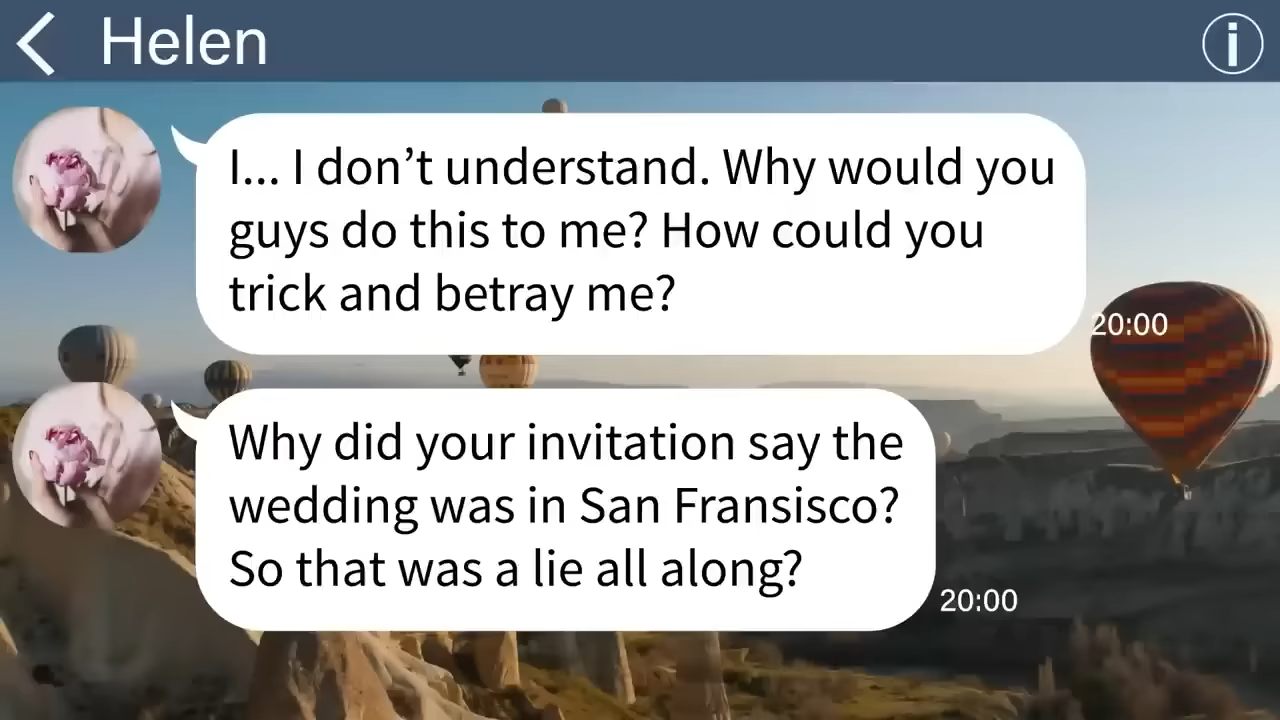 Helen
I... I don’t understand. Why would you
guys do this to me? How could you
trick and betray me?
20:00
Why did your invitation say the
wedding was in San Fransisco?
So that was a lie all along?
20:00